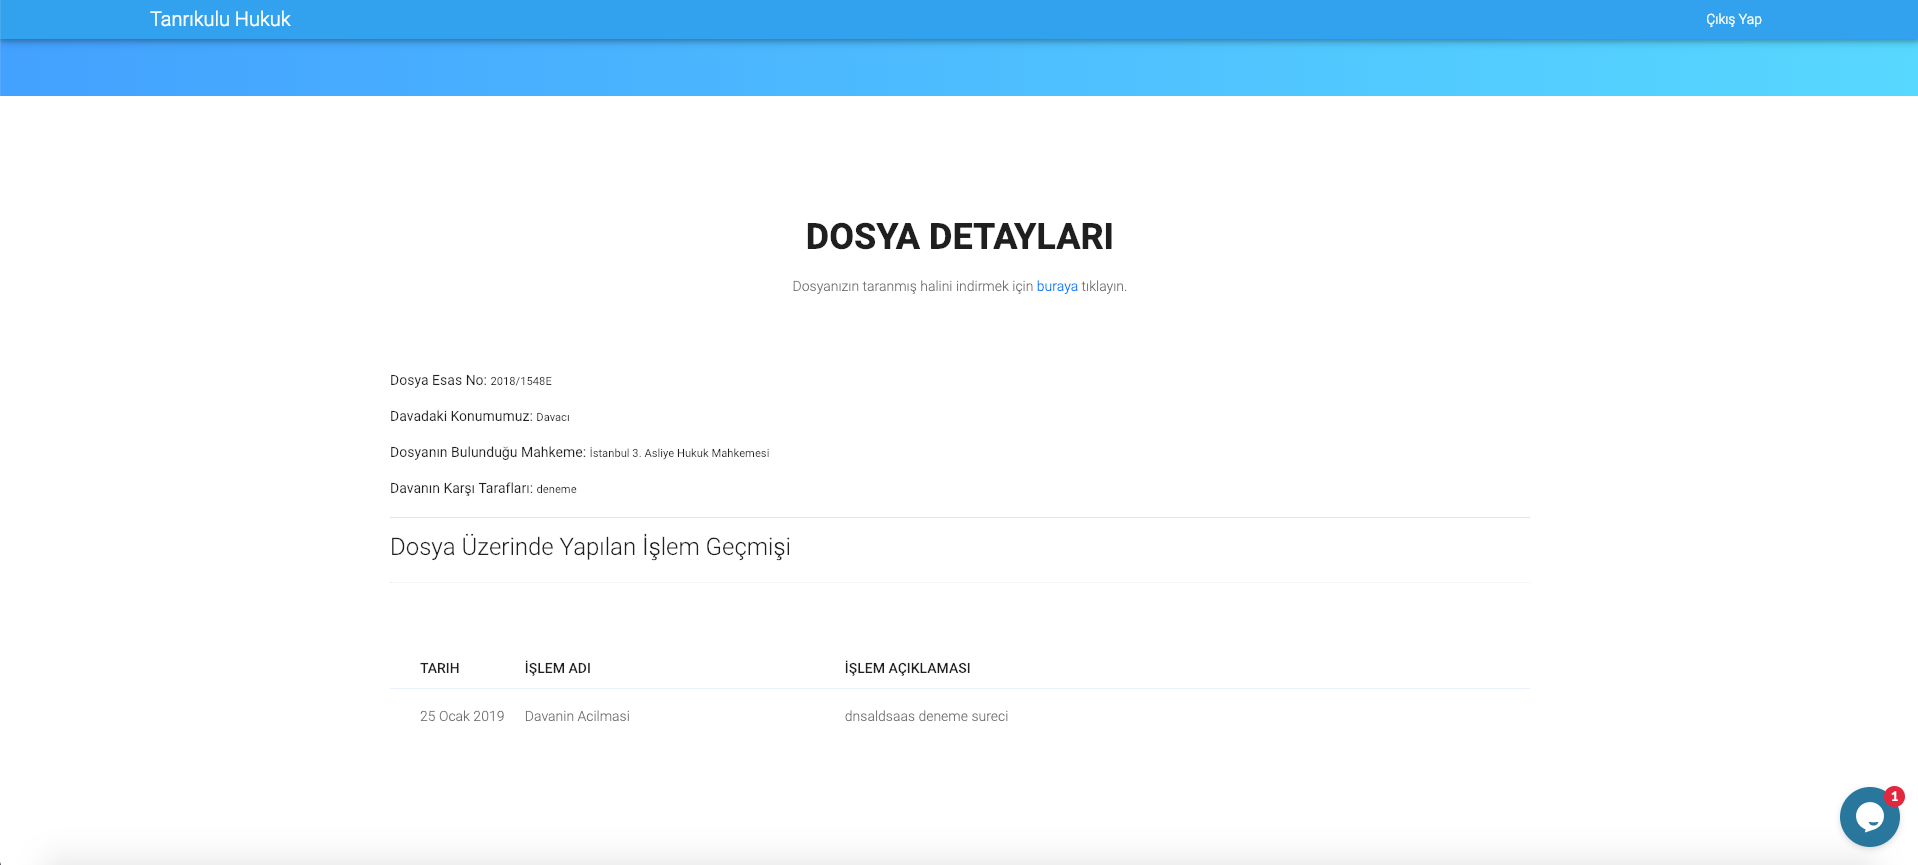 Tanrıkulu Hukuk
Çıkış Yap
DOSYA DETAYLARI
Dosyanızın taranmış halini indirmek için buraya tıklayın.
Dosya Esas No: 2018/1548E
Davadaki Konumumuz: Davacı
Dosyanın Bulunduğu Mahkeme: İstanbul 3. Asliye Hukuk Mahkemesi
Davanın Karşı Tarafları: deneme
Dosya Üzerinde Yapılan İşlem Geçmişi
TARIH İŞLEM ADI İŞLEM AÇIKLAMASI
25 Ocak 2019 Davanin Acilmasi dnsaldsaas deneme sureci
1